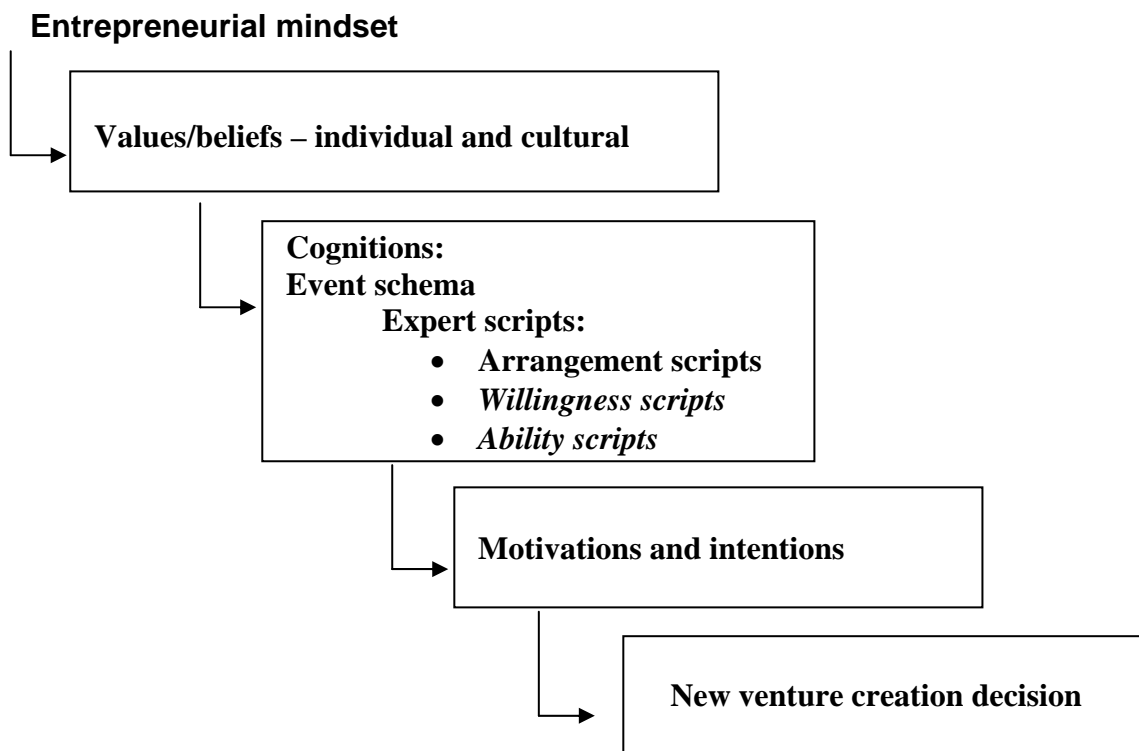 Entrepreneurial mindset
Values/beliefs – individual and cultural
Cognitions:
Event schema
Expert scripts:
• Arrangement scripts
• Willingness scripts
• Ability scripts
Motivations and intentions
New venture creation decision